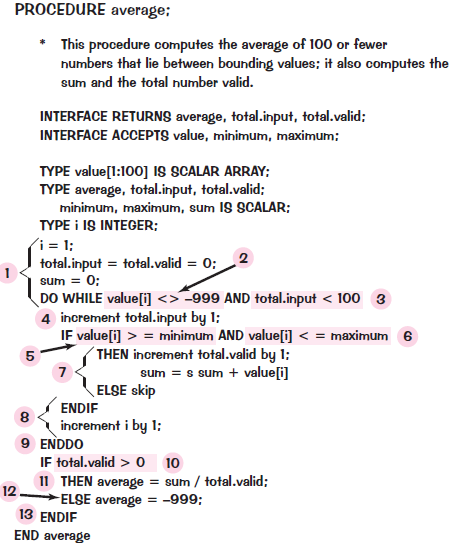 PROCEDURE average;
* This procedure computes the average of 100 or fewer
numbers that lie between bounding values; it also computes the
sum and the total number valid.
INTERFACE RETURNS average, total.input, total.valid;
INTERFACE ACCEPTS value, minimum, maximum;
TYPE value[1:100] IS SCALAR ARRAY;
TYPE average, total.input, total.valid;
minimum, maximum, sum IS SCALAR;
TYPE i IS INTEGER;
1 i = 1;
total.input = total.valid = 0; 2
sum = 0;
DO WHILE value[i] <> –999 AND total.input < 100 3
4 increment total.input by 1;
IF value[i] > = minimum AND value[i] < = maximum 6
5 THEN increment total.valid by 1;
7 sum = s sum + value[i]
ELSE skip
8 ENDIF
increment i by 1;
9 ENDDO
IF total.valid > 0 10
11 THEN average = sum / total.valid;
12 ELSE average = –999;
13 ENDIF
END average